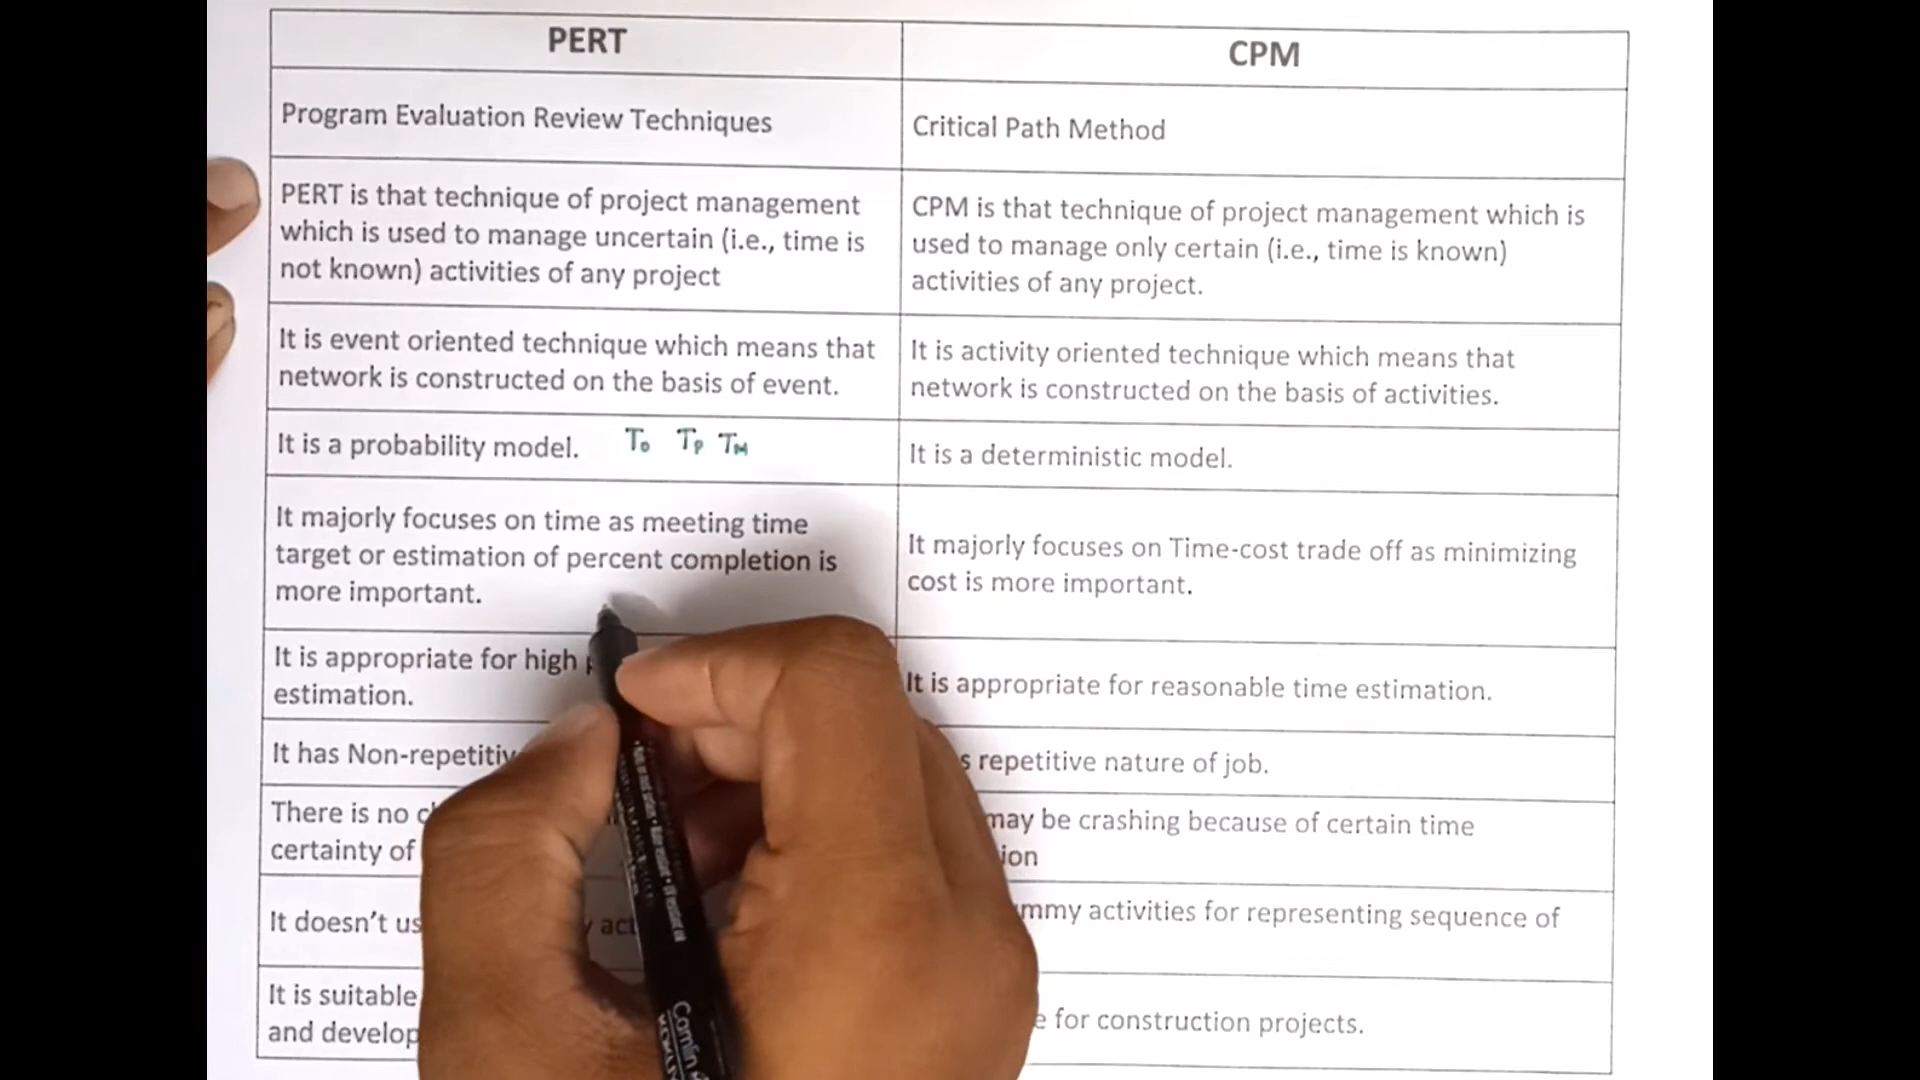 PERT
CPM
Program Evaluation Review Techniques
Critical Path Method
PERT is that technique of project management
which is used to manage uncertain (i.e., time is
not known) activities of any project
CPM is that technique of project management which is
used to manage only certain (i.e., time is known)
activities of any project.
It is event oriented technique which means that
network is constructed on the basis of event.
It is activity oriented technique which means that
network is constructed on the basis of activities.
It is a probability model. To TP TM
It is a deterministic model.
It majorly focuses on time as meeting time
target or estimation of percent completion is
more important.
It majorly focuses on Time-cost trade off as minimizing
cost is more important.
It is appropriate for high
estimation.
It is appropriate for reasonable time estimation.
It has
repetitive nature of job.
There is no
certainty of
may be crashing because of certain time
It doesn't
activities for representing sequence of
It is suitable
and
for construction projects.
Camlin